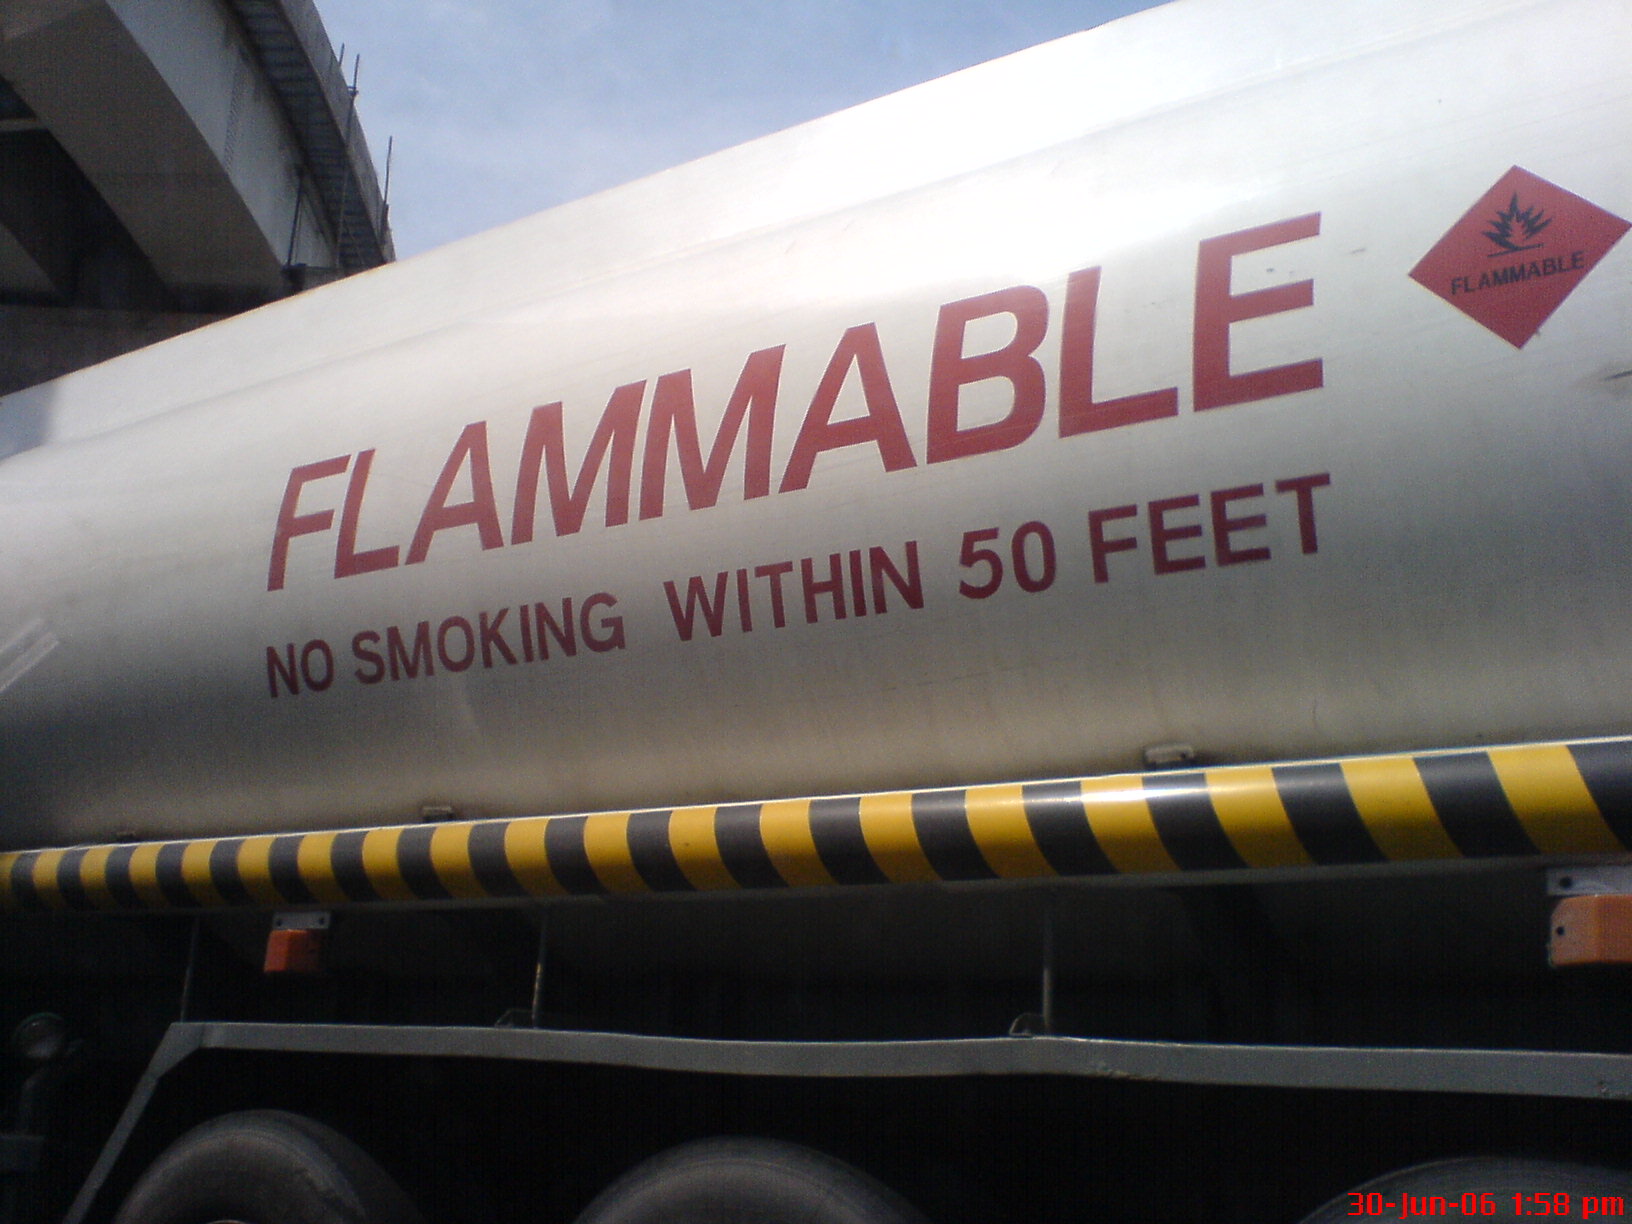 FLAMMABLE
NO SMOKING WITHIN 50 FEET
FLAMMABLE
30-Jun-06 1:58 pm